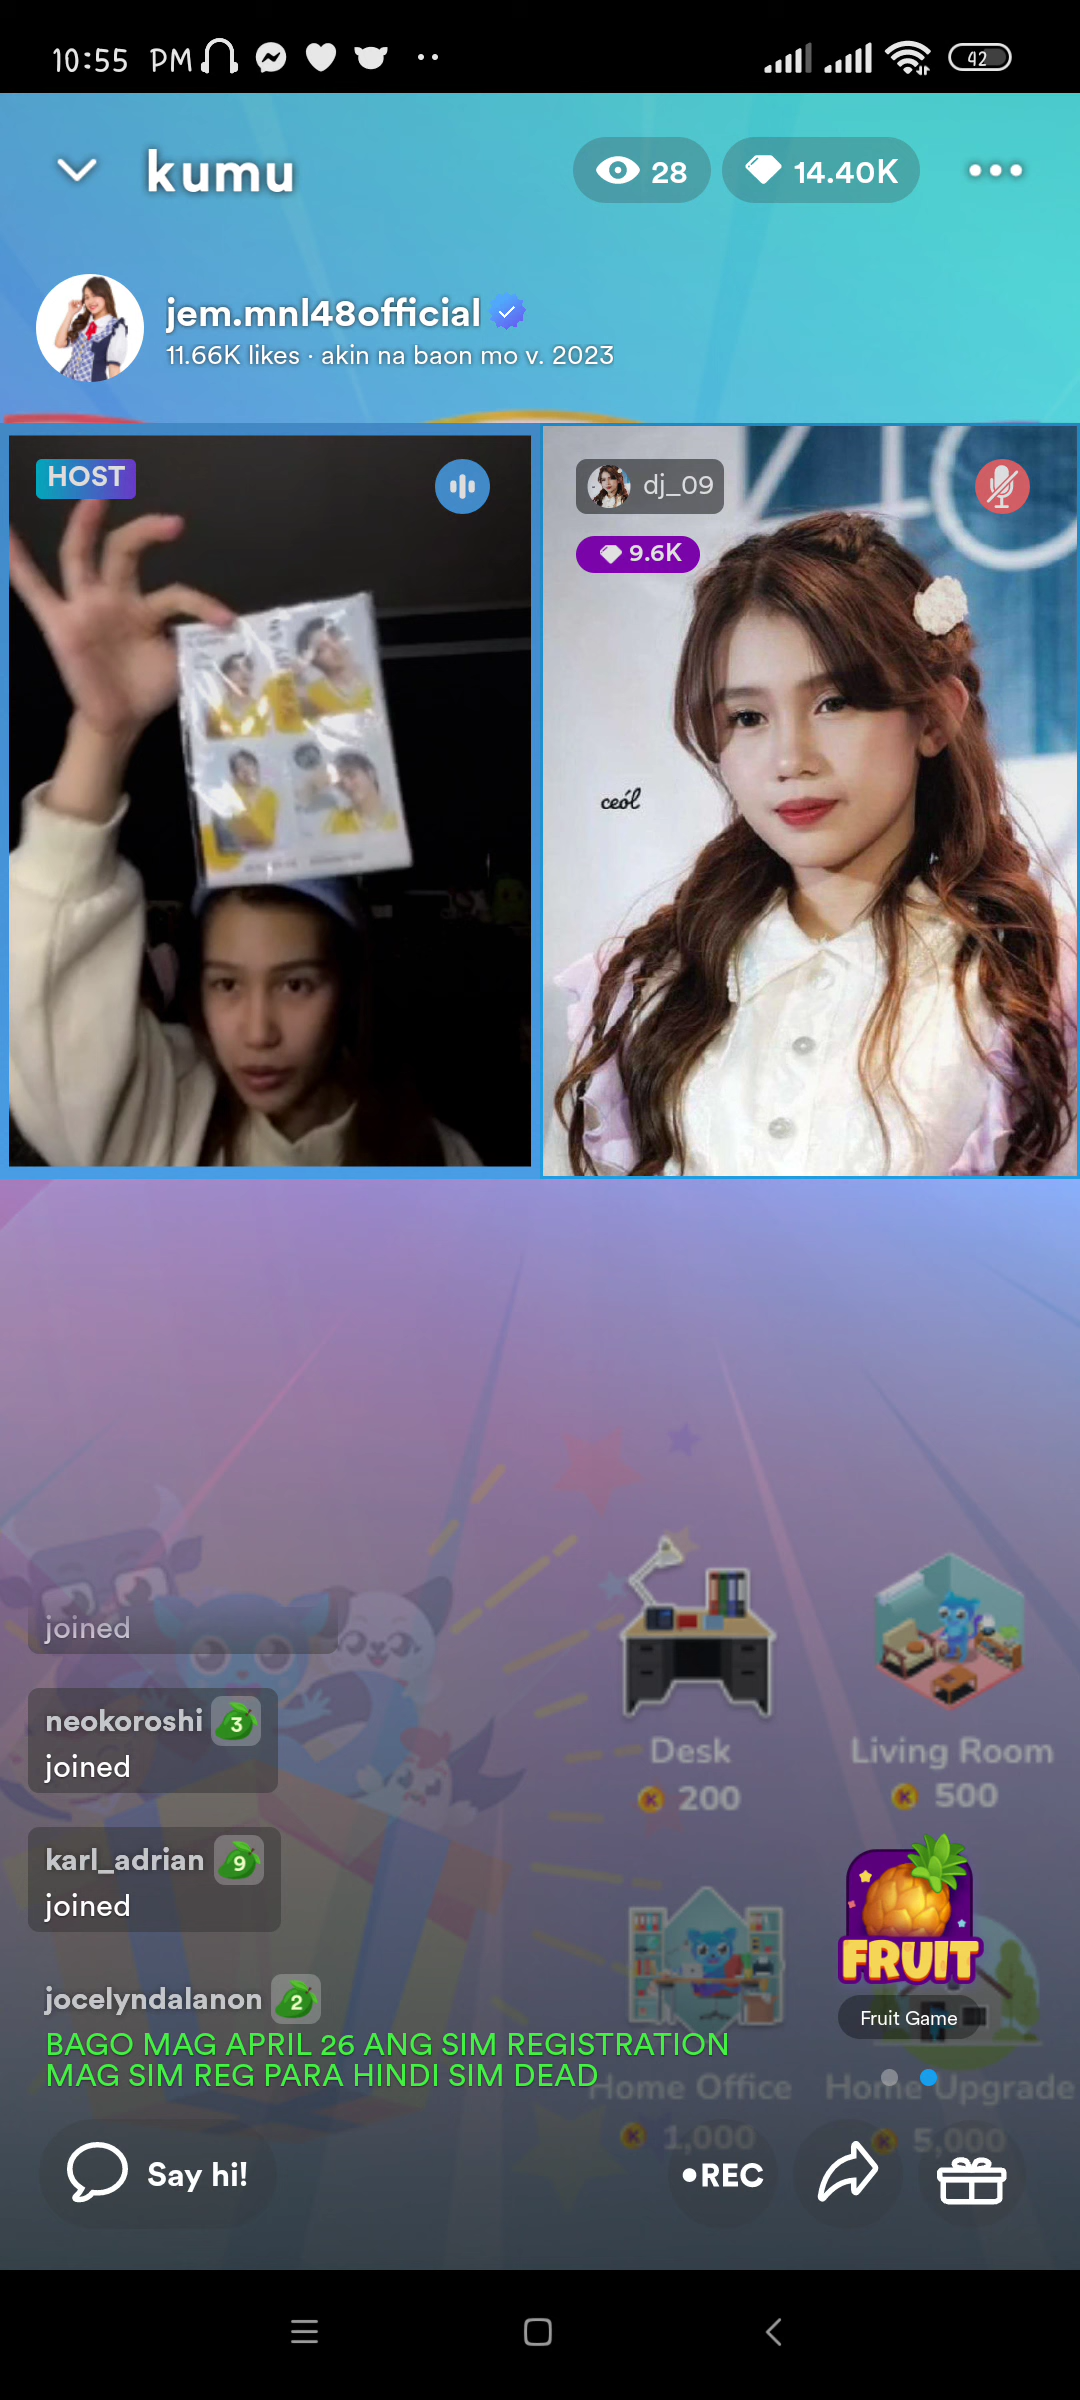 10:55 PM
42
kumu
28
14.40K
jem.mnl48official
11.66K likes · akin na baon mo v. 2023
HOST
dj_09
9.6K
ceól
joined
neokoroshi 3
joined
karl_adrian 9
joined
jocelyndalanon 2
BAGO MAG APRIL 26 ANG SIM REGISTRATION
MAG SIM REG PARA HINDI SIM DEAD
Desk
200
Living Room
500
FRUIT
Fruit Game
Home Office
1,000
Home Upgrade
5,000
Say hi!
•REC